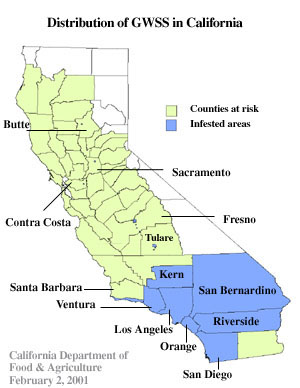 Distribution of GWSS in California
Counties at risk
Infested areas
Butte
Sacramento
Contra Costa
Fresno
Tulare
Kern
Santa Barbara
San Bernardino
Ventura
Riverside
Los Angeles
Orange
San Diego
California Department of
Food & Agriculture
February 2, 2001